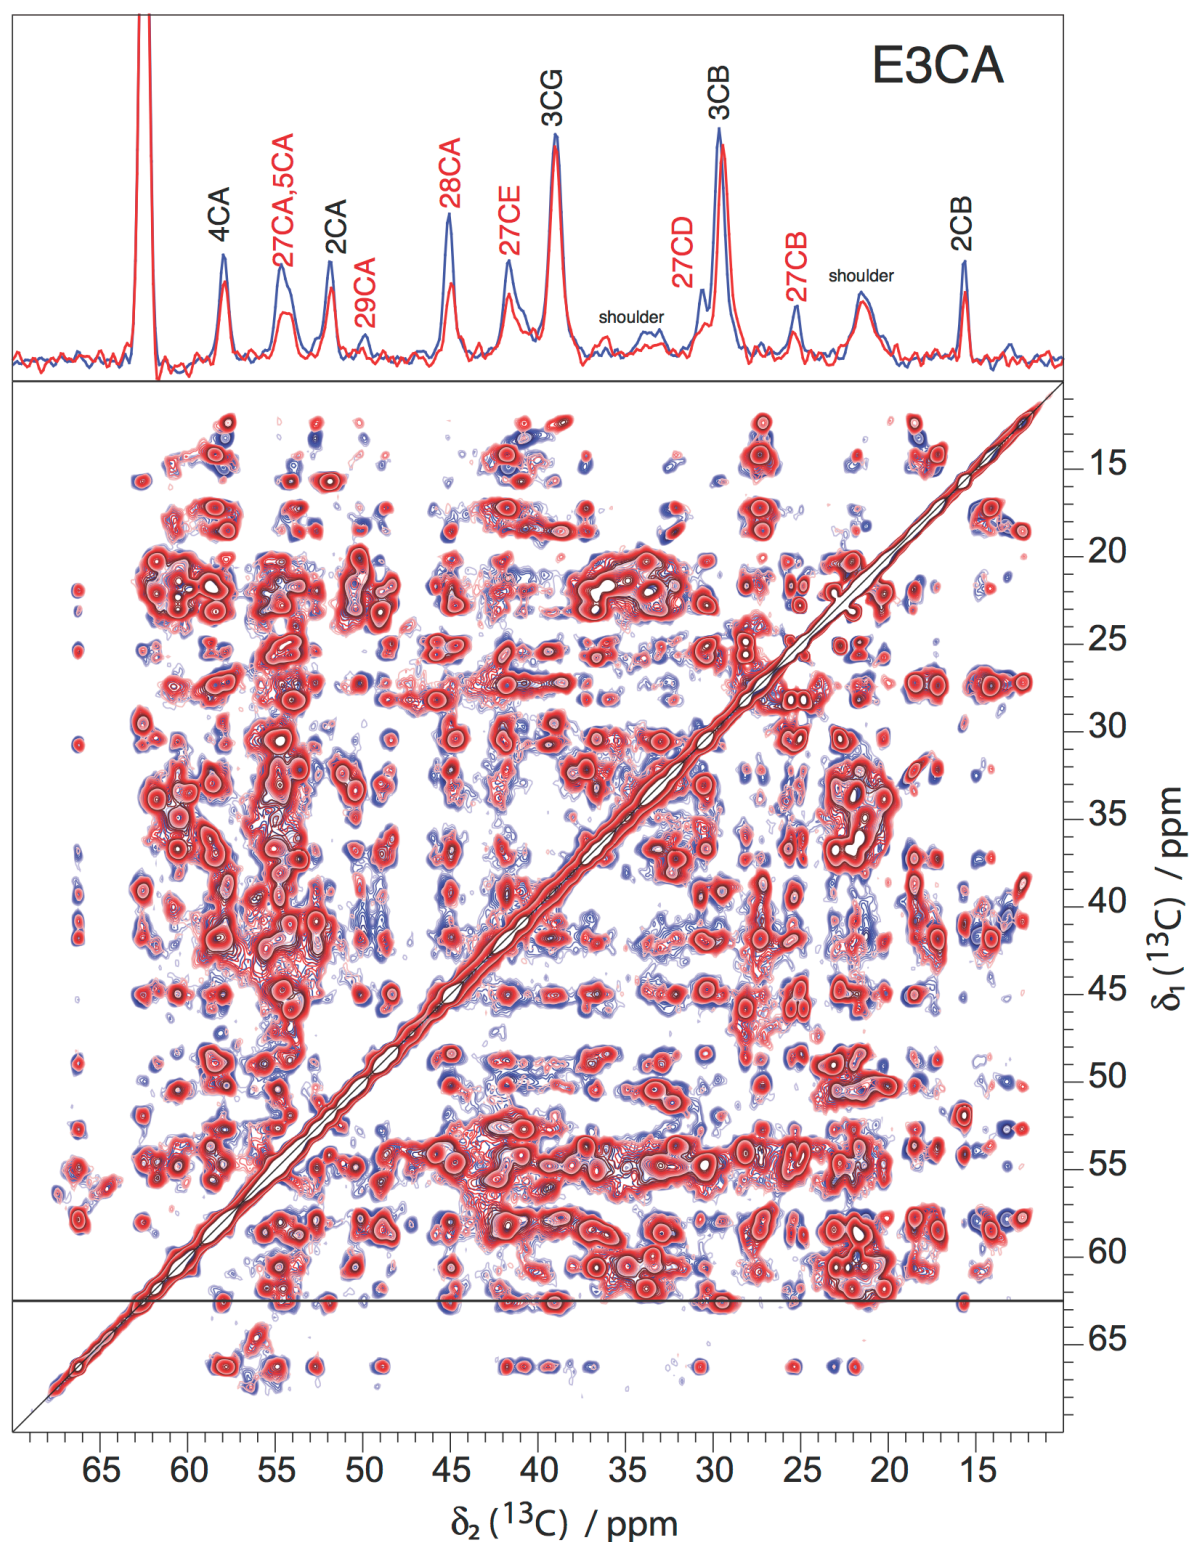 E3CA
4CA
27CA,5CA
2CA
29CA
28CA
27CE
3CG
shoulder
27CD
3CB
27CB
shoulder
2CB
15
20
25
30
35
40
45
50
55
60
65
δ₁ (¹³C) / ppm
65 60 55 50 45 40 35 30 25 20 15
δ₂ (¹³C) / ppm